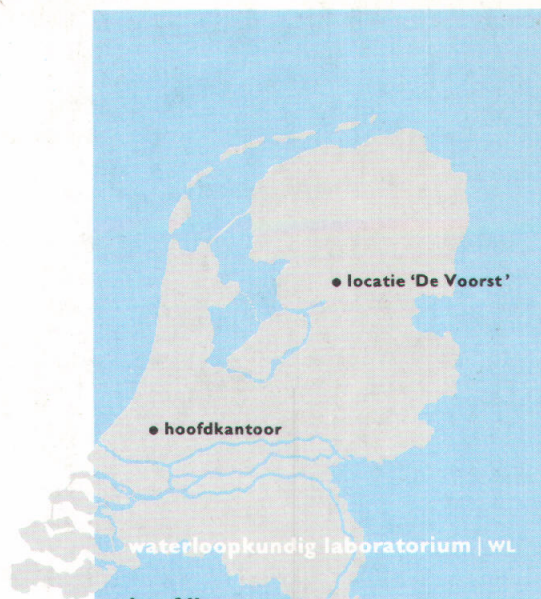 • locatie 'De Voorst'
• hoofdkantoor
waterloopkundig laboratorium | WL